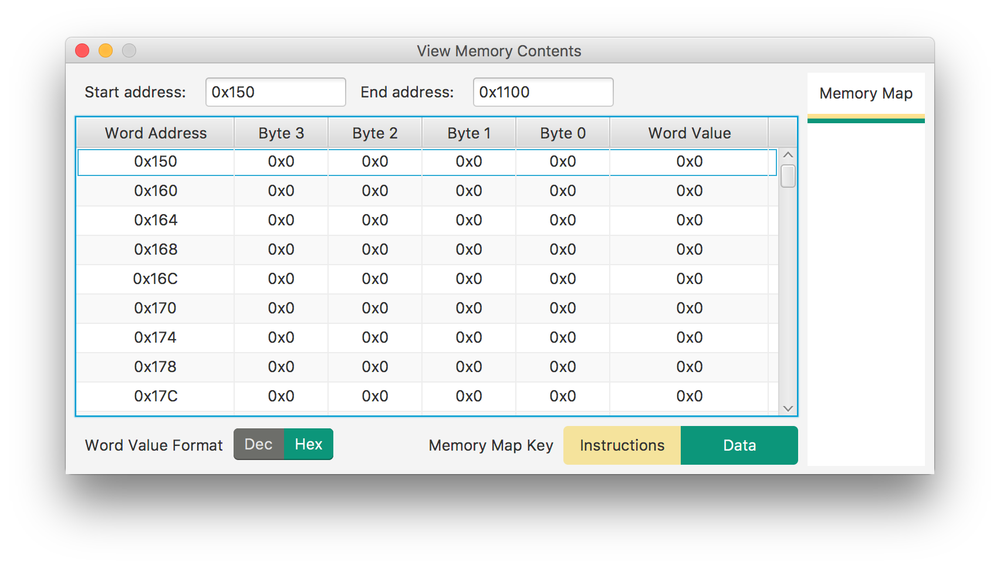 View Memory Contents
Start address: 0x150 End address: 0x1100
Memory Map
Word Address Byte 3 Byte 2 Byte 1 Byte 0 Word Value
0x150 0x0 0x0 0x0 0x0 0x0
0x160 0x0 0x0 0x0 0x0 0x0
0x164 0x0 0x0 0x0 0x0 0x0
0x168 0x0 0x0 0x0 0x0 0x0
0x16C 0x0 0x0 0x0 0x0 0x0
0x170 0x0 0x0 0x0 0x0 0x0
0x174 0x0 0x0 0x0 0x0 0x0
0x178 0x0 0x0 0x0 0x0 0x0
0x17C 0x0 0x0 0x0 0x0 0x0
Word Value Format Dec Hex Memory Map Key Instructions Data